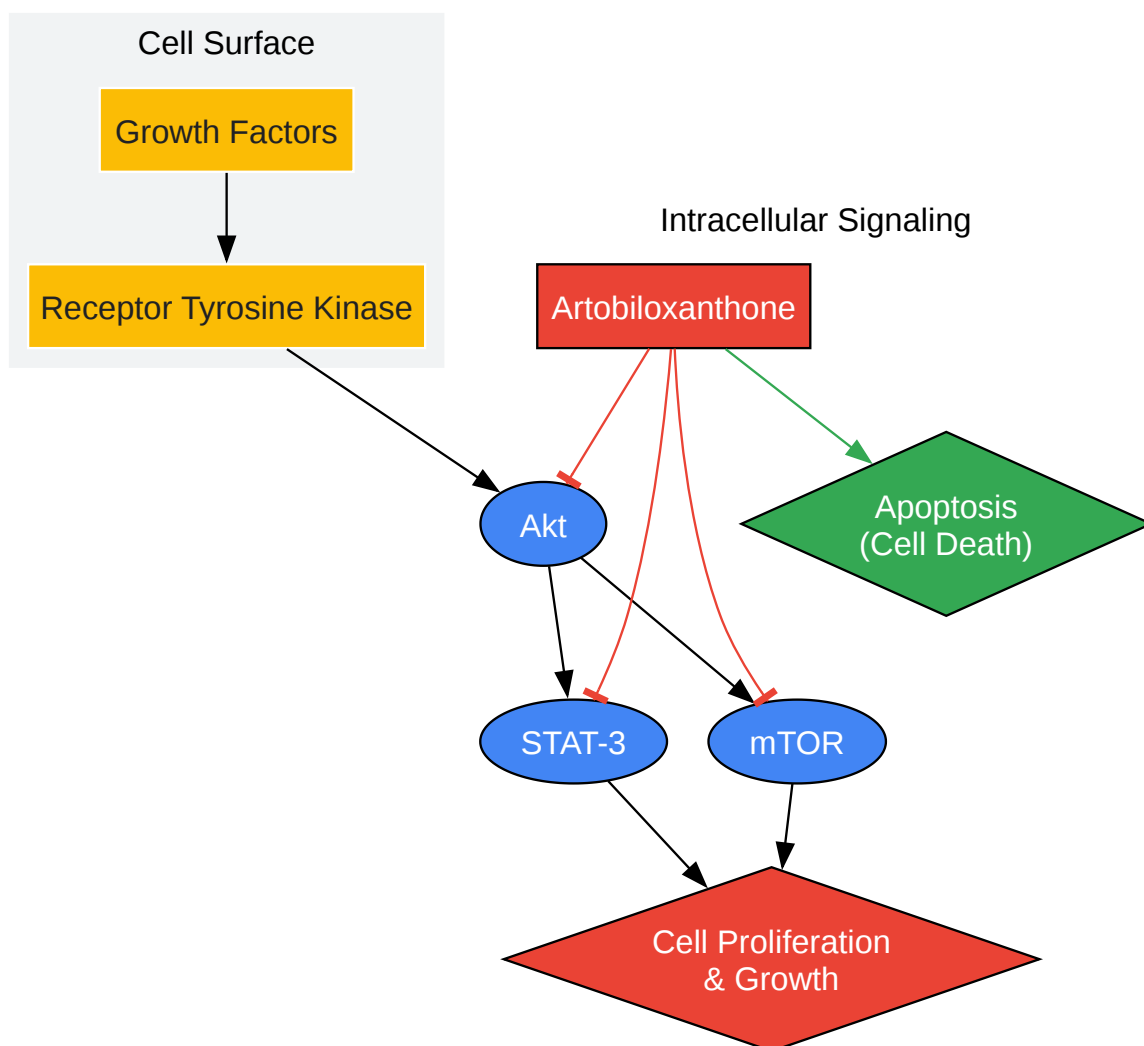 Cell Surface
Growth Factors
Receptor Tyrosine Kinase
Intracellular Signaling
Artobiloxanthone
Apoptosis
(Cell Death)
Akt
STAT-3
mTOR
Cell Proliferation
& Growth